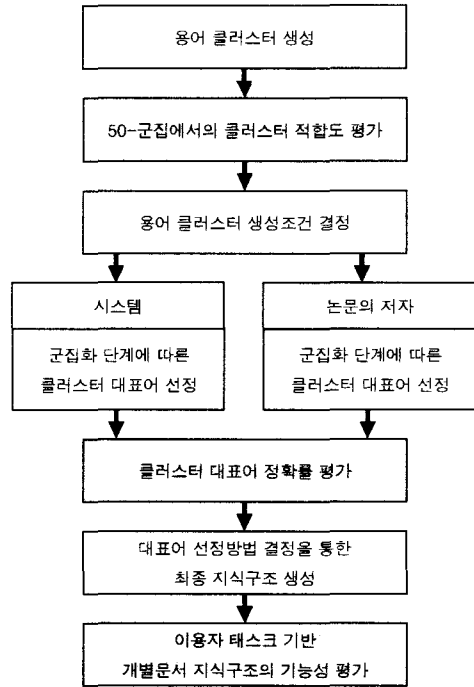 용어 클러스터 생성
50-군집에서의 클러스터 적합도 평가
용어 클러스터 생성조건 결정
시스템
군집화 단계에 따른
클러스터 대표어 선정
논문의 저자
군집화 단계에 따른
클러스터 대표어 선정
클러스터 대표어 정확률 평가
대표어 선정방법 결정을 통한
최종 지식구조 생성
이용자 태스크 기반
개별문서 지식구조의 기능성 평가